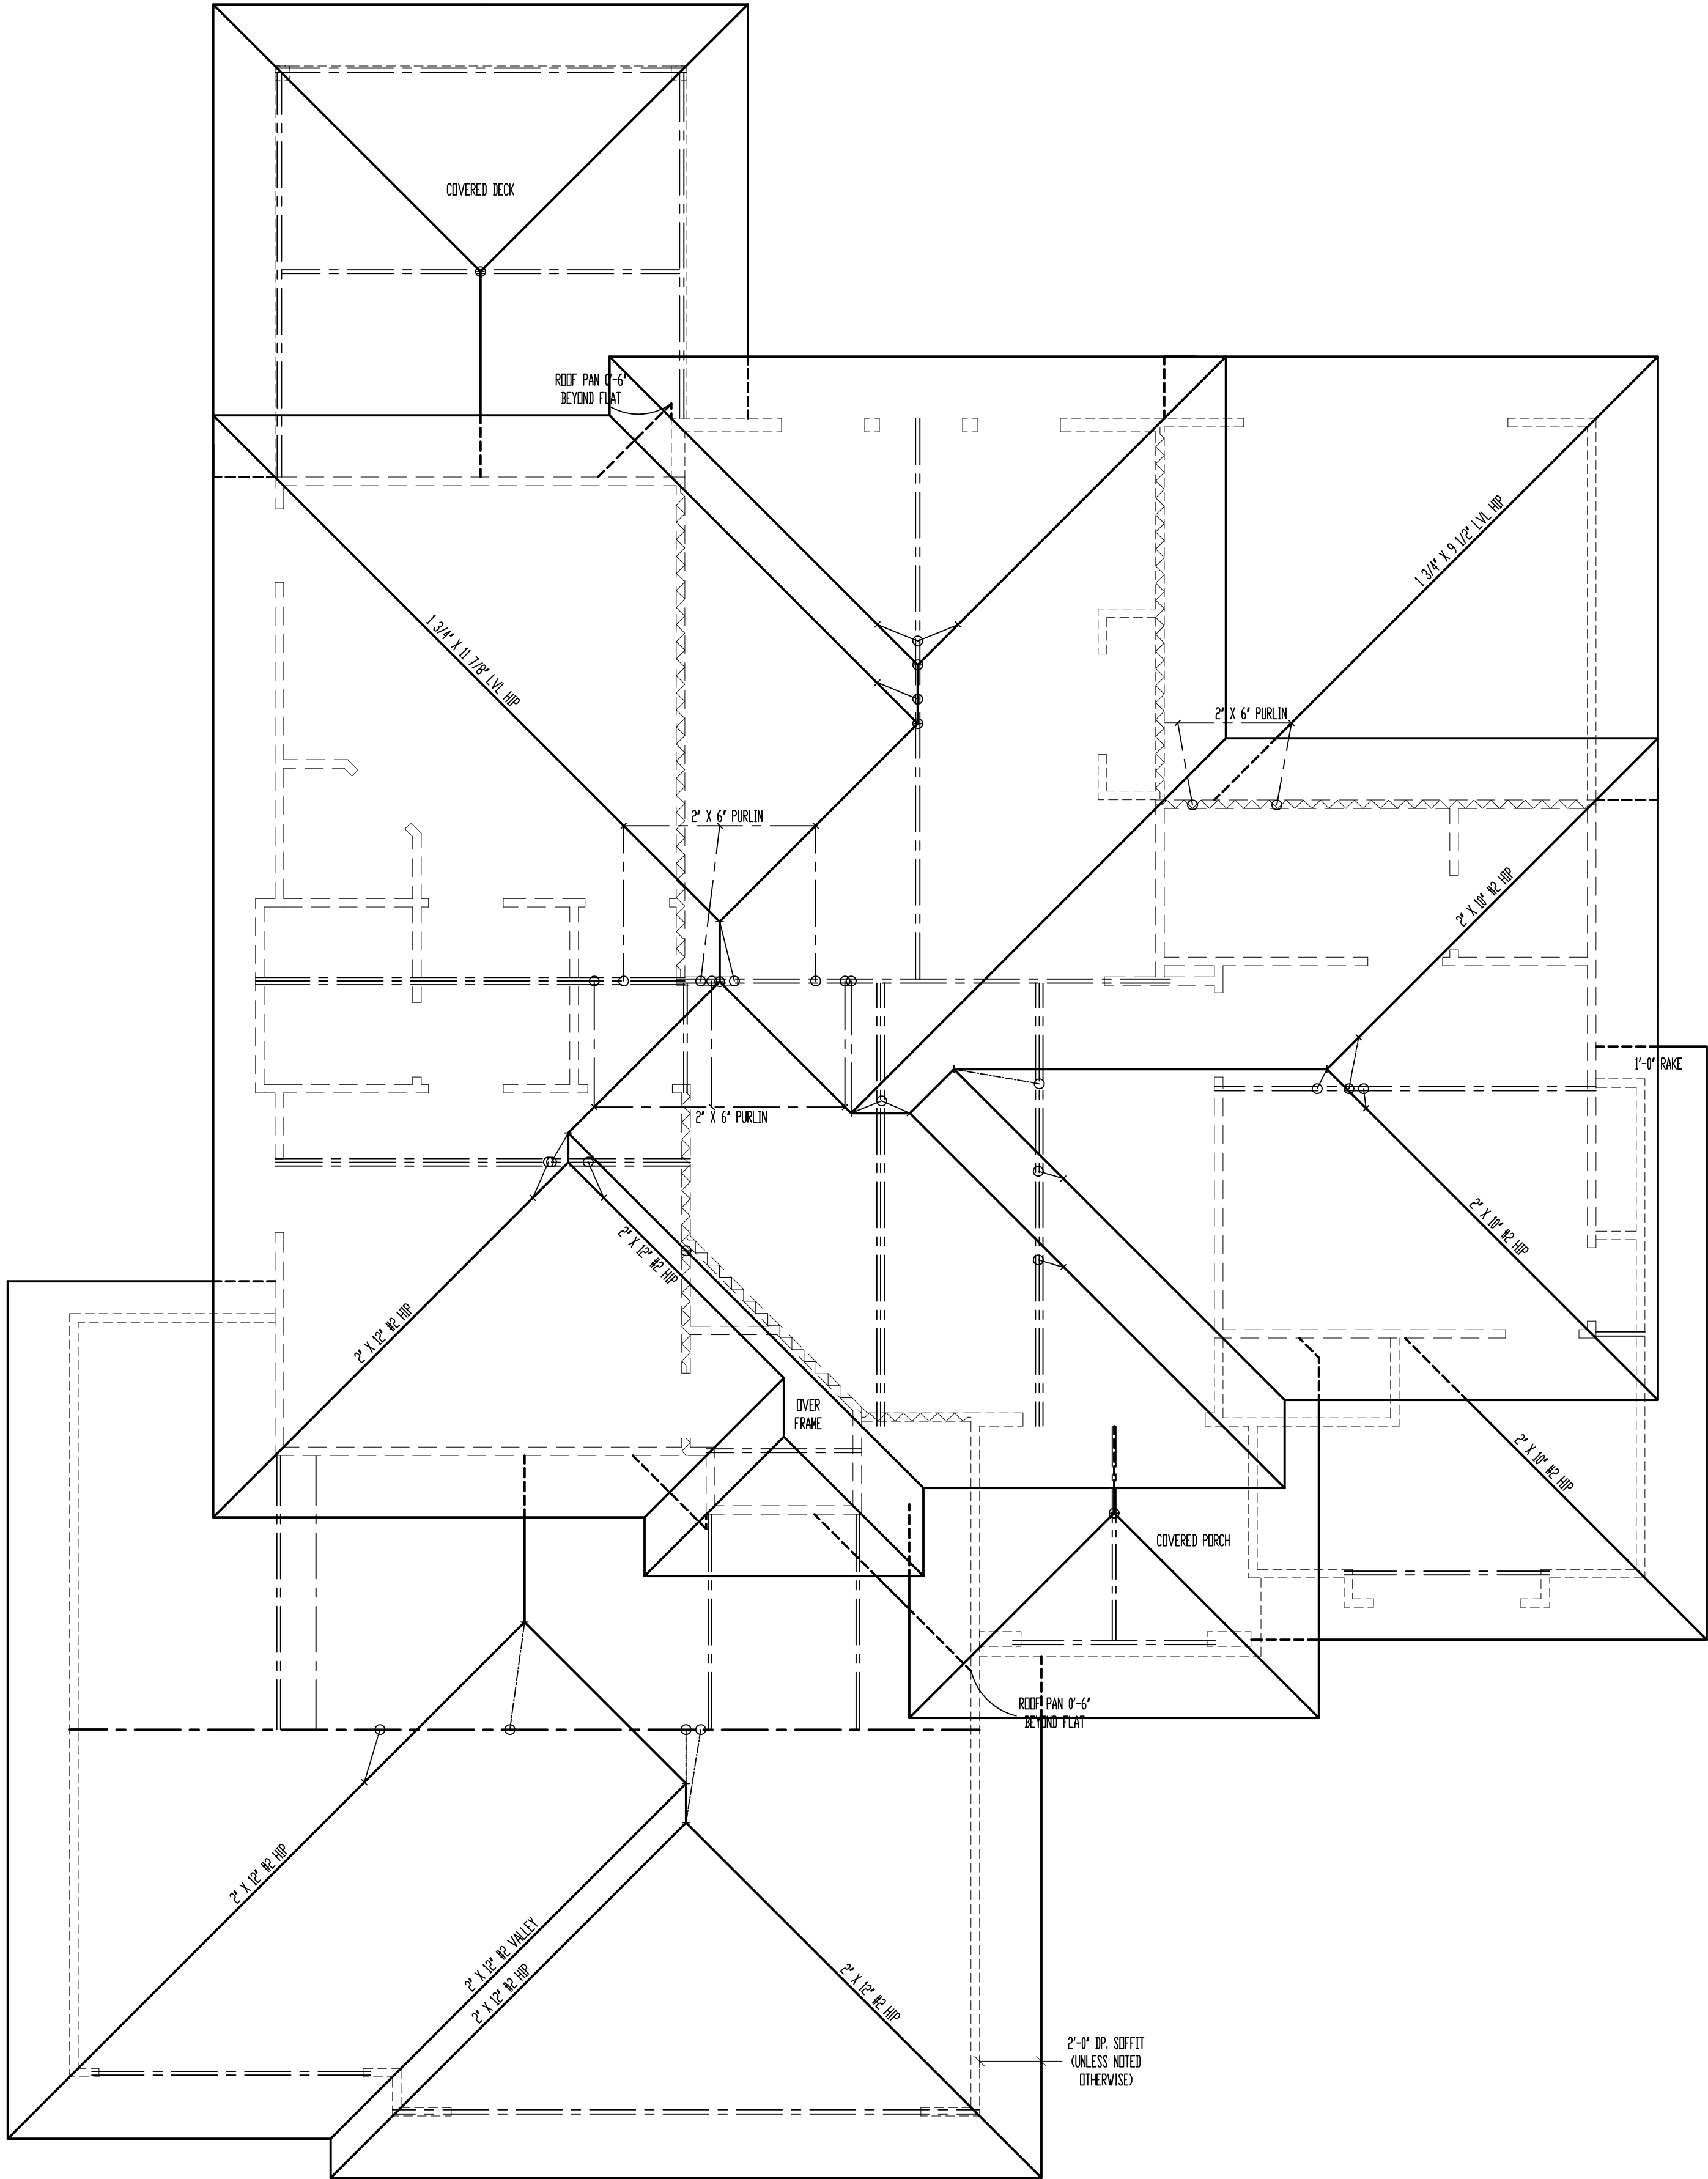 COVERED DECK
ROOF PAN 0'-6"
BEYOND FLAT
1 3/4" X 9 1/2" LVL HIP
1 3/4" X 11 7/8" LVL HIP
2" X 6" PURLIN
2" X 6" PURLIN
2" X 10" #2 HIP
1'-0" RAKE
2" X 6" PURLIN
2" X 12" #2 HIP
2" X 10" #2 HIP
2" X 12" #2 HIP
OVER
FRAME
2" X 10" #2 HIP
COVERED PORCH
ROOF PAN 0'-6"
BEYOND FLAT
2" X 12" #2 HIP
2" X 12" #2 VALLEY
2" X 12" #2 HIP
2" X 12" #2 HIP
2'-0" DP. SOFFIT
(UNLESS NOTED
OTHERWISE)